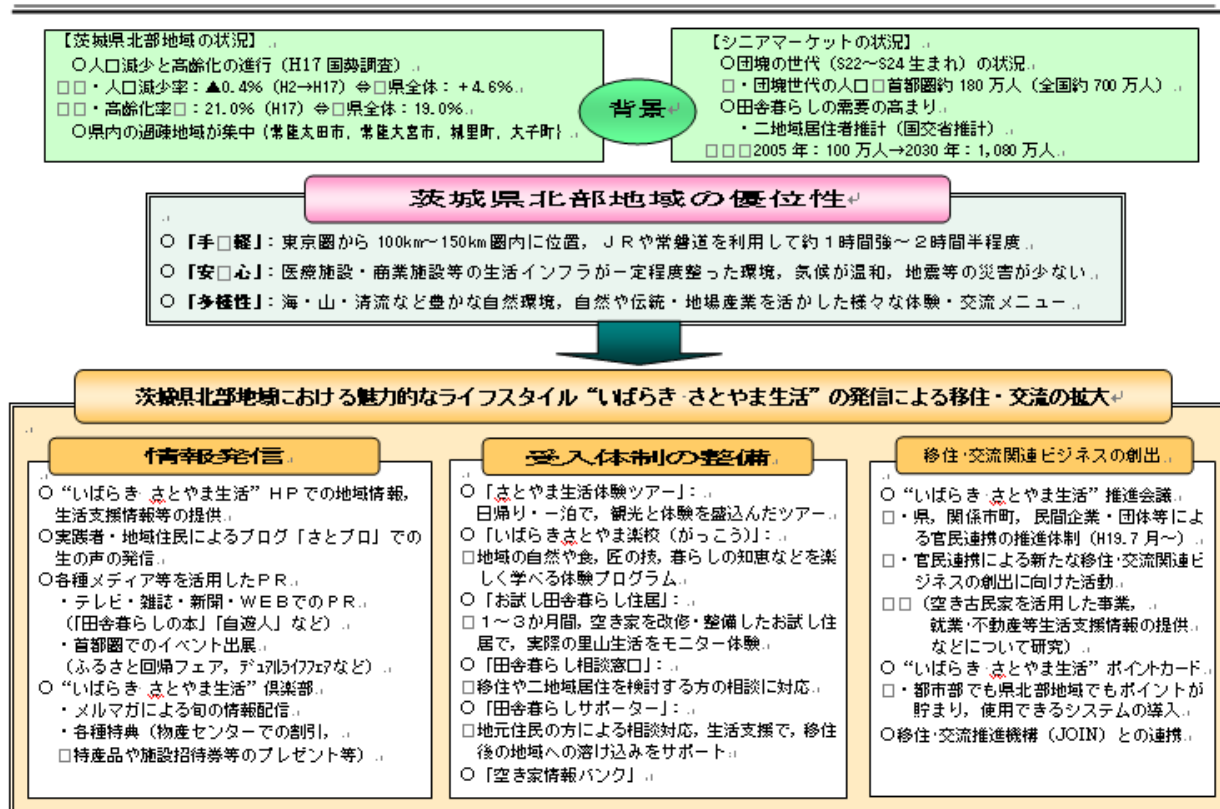 【茨城県北部地域の状況】
○人口減少と高齢化の進行（H17国勢調査）
□□・人口減少率：▲0.4%（H2→H17）⇔□県全体：+4.6%
□□・高齢化率□：21.0%（H17）⇔□県全体：19.0%
○県内の過疎地域が集中（常陸太田市，常陸大宮市，城里町，大子町）
背景
【シニアマーケットの状況】
○団塊の世代（S22～S24生まれ）の状況
□・団塊世代の人口□首都圏約180万人（全国約700万人）
○田舎暮らしの需要の高まり
・二地域居住者推計（国交省推計）
□□□2005年：100万人→2030年：1,080万人
茨城県北部地域の優位性
○『手□軽』：東京圏から100km～150km圏内に位置，ＪＲや常磐道を利用して約１時間強～２時間半程度
○『安□心』：医療施設・商業施設等の生活インフラが一定程度整った環境，気候が温和，地震等の災害が少ない
○『多様性』：海・山・清流など豊かな自然環境，自然や伝統・地場産業を活かした様々な体験・交流メニュー
茨城県北部地域における魅力的なライフスタイル“いばらき さとやま生活”の発信による移住・交流の拡大
情報発信
○“いばらき さとやま生活”ＨＰでの地域情報，
生活支援情報等の提供
○実践者・地域住民によるブログ「さとブロ」での
生の声の発信
○各種メディア等を活用したＰＲ
・テレビ・雑誌・新聞・ＷＥＢでのＰＲ
（「田舎暮らしの本」「自遊人」など）
・首都圏でのイベント出展
（ふるさと回帰フェア，ﾃﾞｭｱﾙﾗｲﾌﾌｪｱなど）
○“いばらき さとやま生活”倶楽部
・メルマガによる旬の情報配信
・各種特典（物産センターでの割引，
□特産品や施設招待券等のプレゼント等）
受入体制の整備
○「さとやま生活体験ツアー」：
日帰り・一泊で，観光と体験を盛込んだツアー
○「いばらきさとやま楽校（がっこう）」：
□地域の自然や食，匠の技，暮らしの知恵などを楽
しく学べる体験プログラム
○「お試し田舎暮らし住居」：
□１～３か月間，空き家を改修・整備したお試し住
居で，実際の里山生活をモニター体験
○「田舎暮らし相談窓口」：
□移住や二地域居住を検討する方の相談に対応
○「田舎暮らしサポーター」：
□地元住民の方による相談対応，生活支援で，移住
後の地域への溶け込みをサポート
○「空き家情報バンク」
移住・交流関連ビジネスの創出
○“いばらき さとやま生活”推進会議
□・県，関係市町，民間企業・団体等によ
る官民連携の推進体制（H19.7月～）
□・官民連携による新たな移住・交流関連ビ
ジネスの創出に向けた活動
□□（空き古民家を活用した事業，
就業・不動産等生活支援情報の提供
などについて研究）
○“いばらき さとやま生活”ポイントカード
□・都市部でも県北部地域でもポイントが
貯まり，使用できるシステムの導入
○移住・交流推進機構（JOIN）との連携